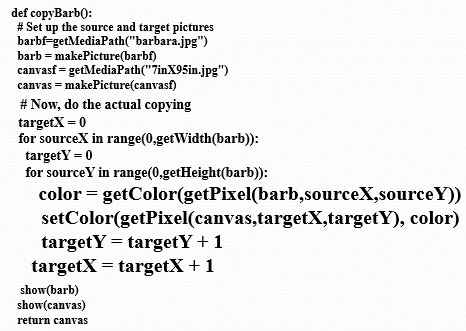 def copyBarb():
# Set up the source and target pictures
barbf=getMediaPath("barbara.jpg")
barb = makePicture(barbf)
canvasf = getMediaPath("7inX95in.jpg")
canvas = makePicture(canvasf)
# Now, do the actual copying
targetX = 0
for sourceX in range(0,getWidth(barb)):
targetY = 0
for sourceY in range(0,getHeight(barb)):
color = getColor(getPixel(barb,sourceX,sourceY))
setColor(getPixel(canvas,targetX,targetY), color)
targetY = targetY + 1
targetX = targetX + 1
show(barb)
show(canvas)
return canvas